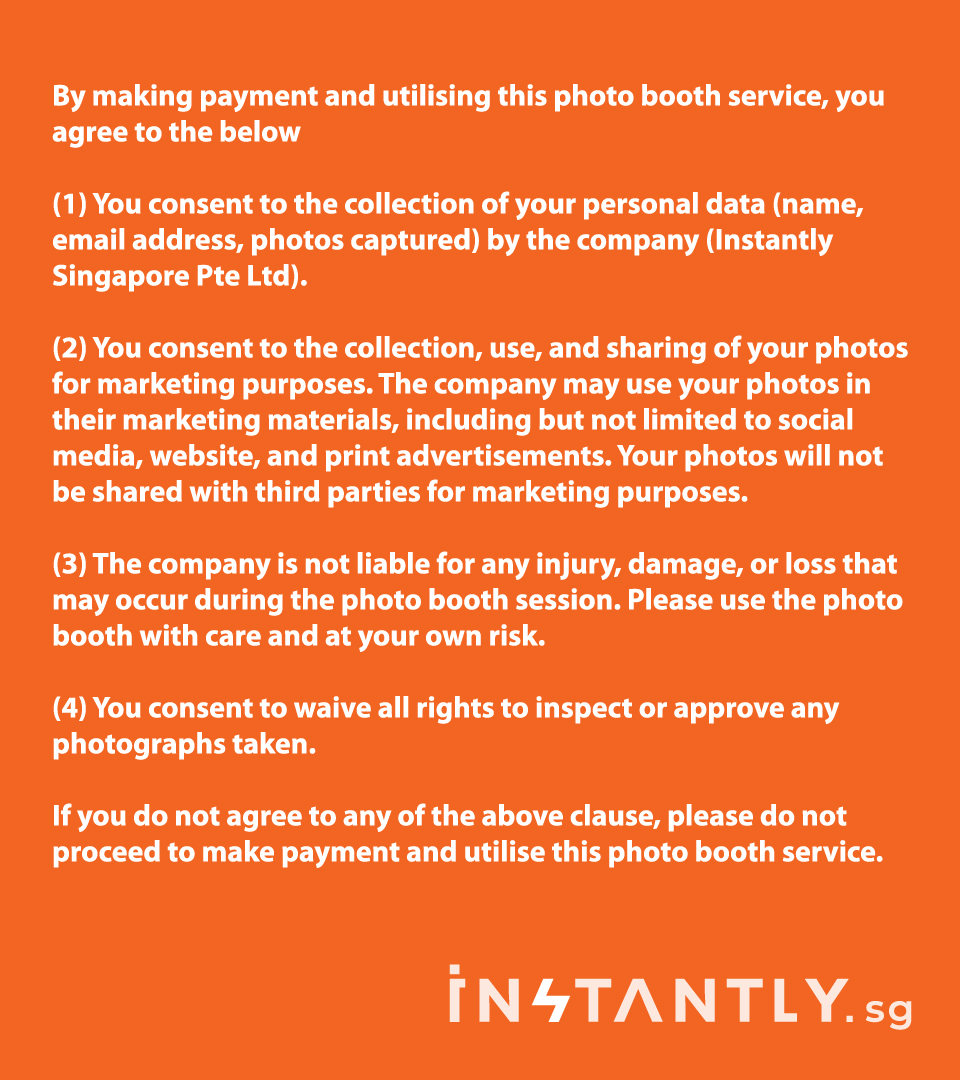 By making payment and utilising this photo booth service, you
agree to the below
(1) You consent to the collection of your personal data (name,
email address, photos captured) by the company (Instantly
Singapore Pte Ltd).
(2) You consent to the collection, use, and sharing of your photos
for marketing purposes. The company may use your photos in
their marketing materials, including but not limited to social
media, website, and print advertisements. Your photos will not
be shared with third parties for marketing purposes.
(3) The company is not liable for any injury, damage, or loss that
may occur during the photo booth session. Please use the photo
booth with care and at your own risk.
(4) You consent to waive all rights to inspect or approve any
photographs taken.
If you do not agree to any of the above clause, please do not
proceed to make payment and utilise this photo booth service.
iNSTANTLY.sg